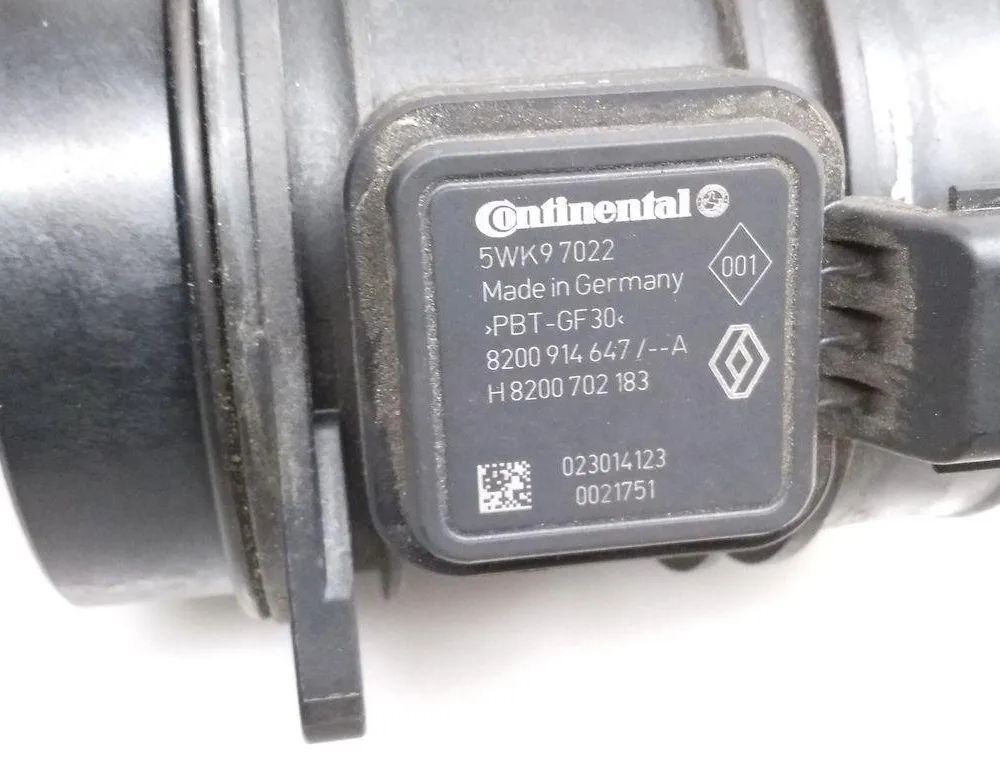 Continental
5WK9 7022
001
Made in Germany
›PBT-GF30‹
8200 914 647 /--A
H 8200 702 183
023014123
0021751